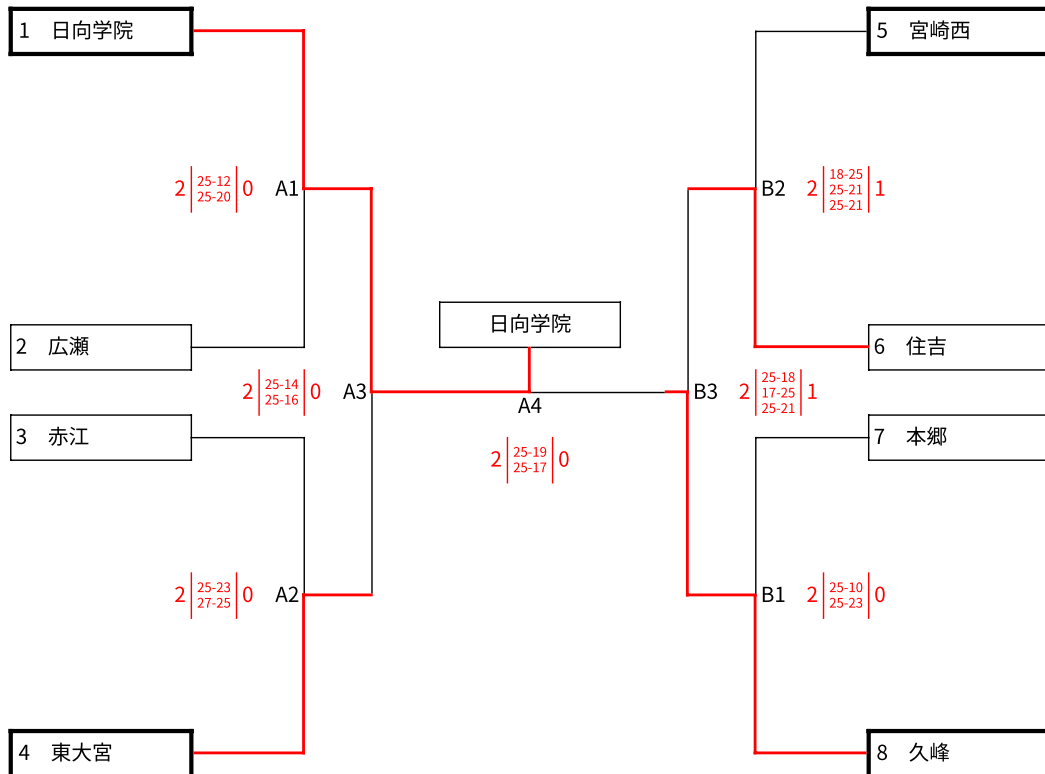 1 日向学院
5 宮崎西
2 25-12 0 A1
25-20
B2 2 18-25 1
25-21
25-21
日向学院
2 広瀬
6 住吉
2 25-14 0 A3
25-16
B3 2 25-18 1
17-25
25-21
A4
3 赤江
7 本郷
2 25-19 0
25-17
2 25-23 0 A2
27-25
B1 2 25-10 0
25-23
4 東大宮
8 久峰